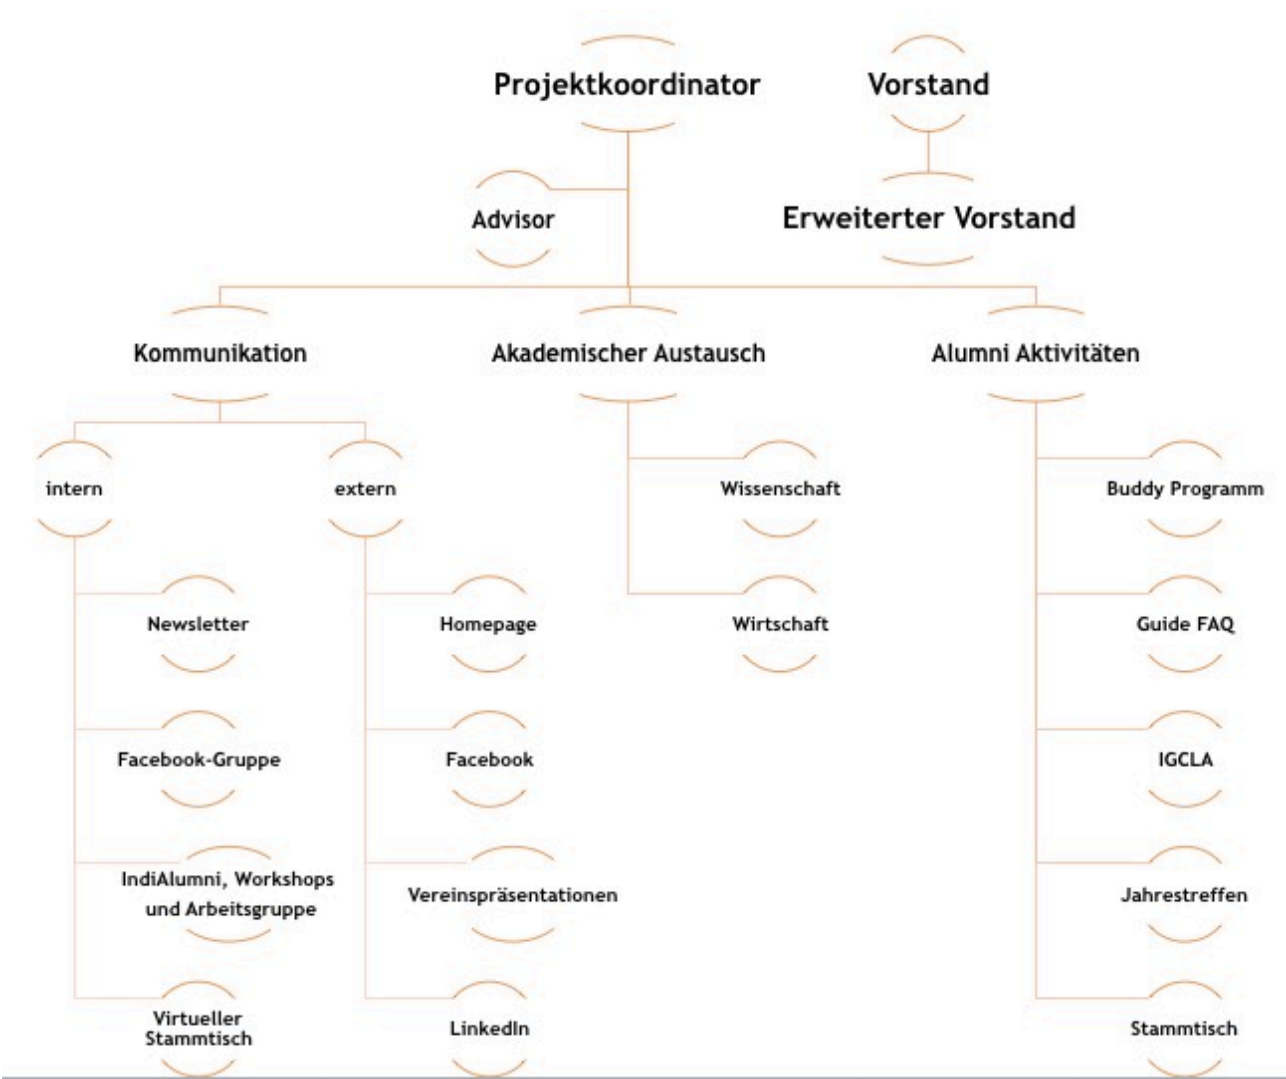 Projektkoordinator
Vorstand
Advisor
Erweiterter Vorstand
Kommunikation
Akademischer Austausch
Alumni Aktivitäten
intern
extern
Wissenschaft
Buddy Programm
Newsletter
Homepage
Wirtschaft
Guide FAQ
Facebook-Gruppe
Facebook
IGCLA
IndiAlumni, Workshops
und Arbeitsgruppe
Vereinspräsentationen
Jahrestreffen
Virtueller
Stammtisch
LinkedIn
Stammtisch